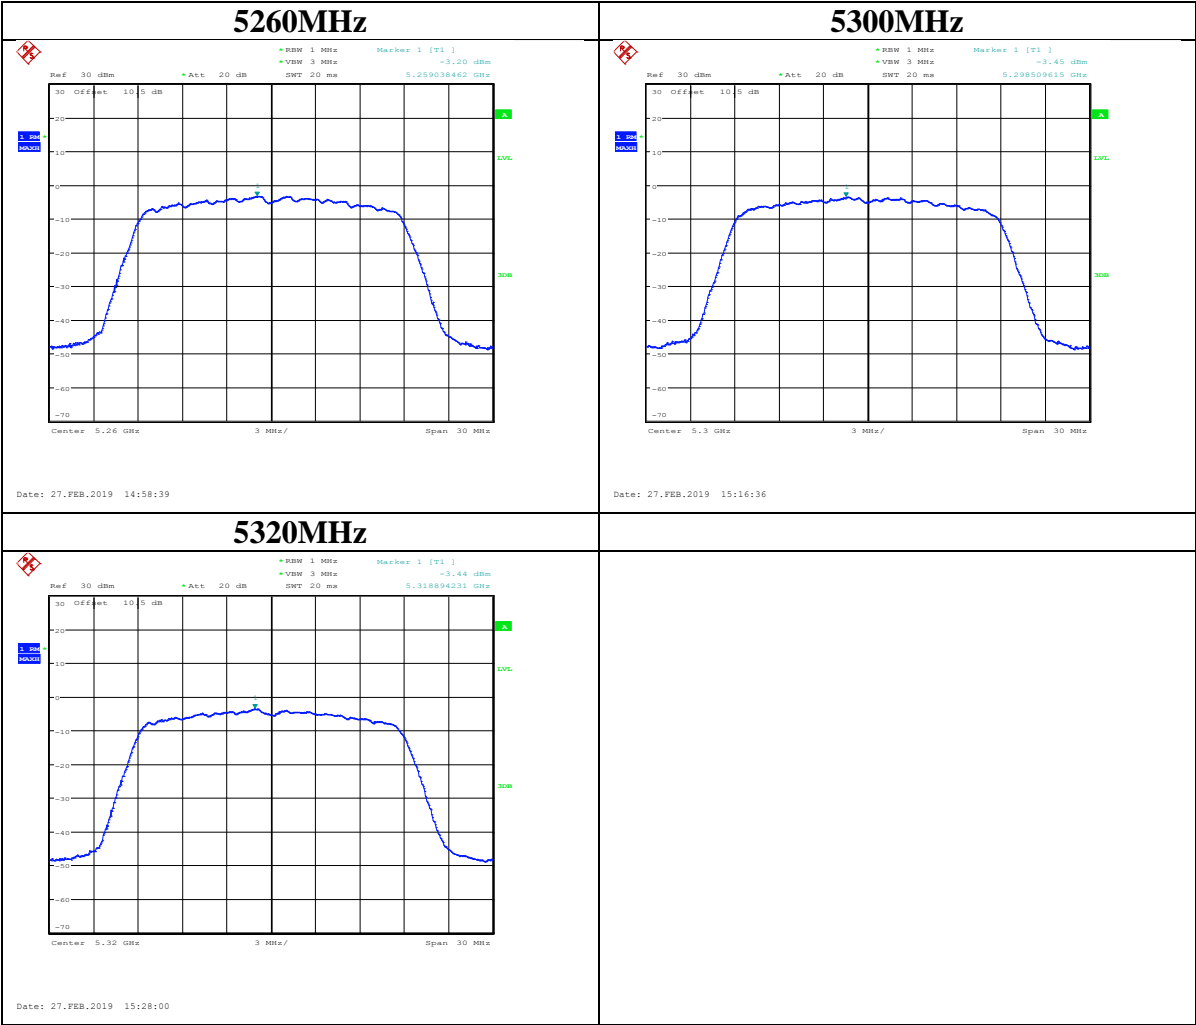 5260MHz
R/S
* RBW 1 MHz Marker 1 [T1 ]
* VBW 3 MHz -3.20 dBm
Ref 30 dBm * Att 20 dB SWT 20 ms 5.259038462 GHz
30 Offset 10.5 dB
A
20
1 RM *
MAXH
10
LVL
0
1
-10
-20
3DB
-30
-40
-50
-60
-70
Center 5.26 GHz 3 MHz/ Span 30 MHz
Date: 27.FEB.2019 14:58:39
5300MHz
R/S
* RBW 1 MHz Marker 1 [T1 ]
* VBW 3 MHz -3.45 dBm
Ref 30 dBm * Att 20 dB SWT 20 ms 5.298509615 GHz
30 Offset 10.5 dB
A
20
1 RM *
MAXH
10
LVL
0
1
-10
-20
3DB
-30
-40
-50
-60
-70
Center 5.3 GHz 3 MHz/ Span 30 MHz
Date: 27.FEB.2019 15:16:36
5320MHz
R/S
* RBW 1 MHz Marker 1 [T1 ]
* VBW 3 MHz -3.44 dBm
Ref 30 dBm * Att 20 dB SWT 20 ms 5.318894231 GHz
30 Offset 10.5 dB
A
20
1 RM *
MAXH
10
LVL
0
1
-10
-20
3DB
-30
-40
-50
-60
-70
Center 5.32 GHz 3 MHz/ Span 30 MHz
Date: 27.FEB.2019 15:28:00